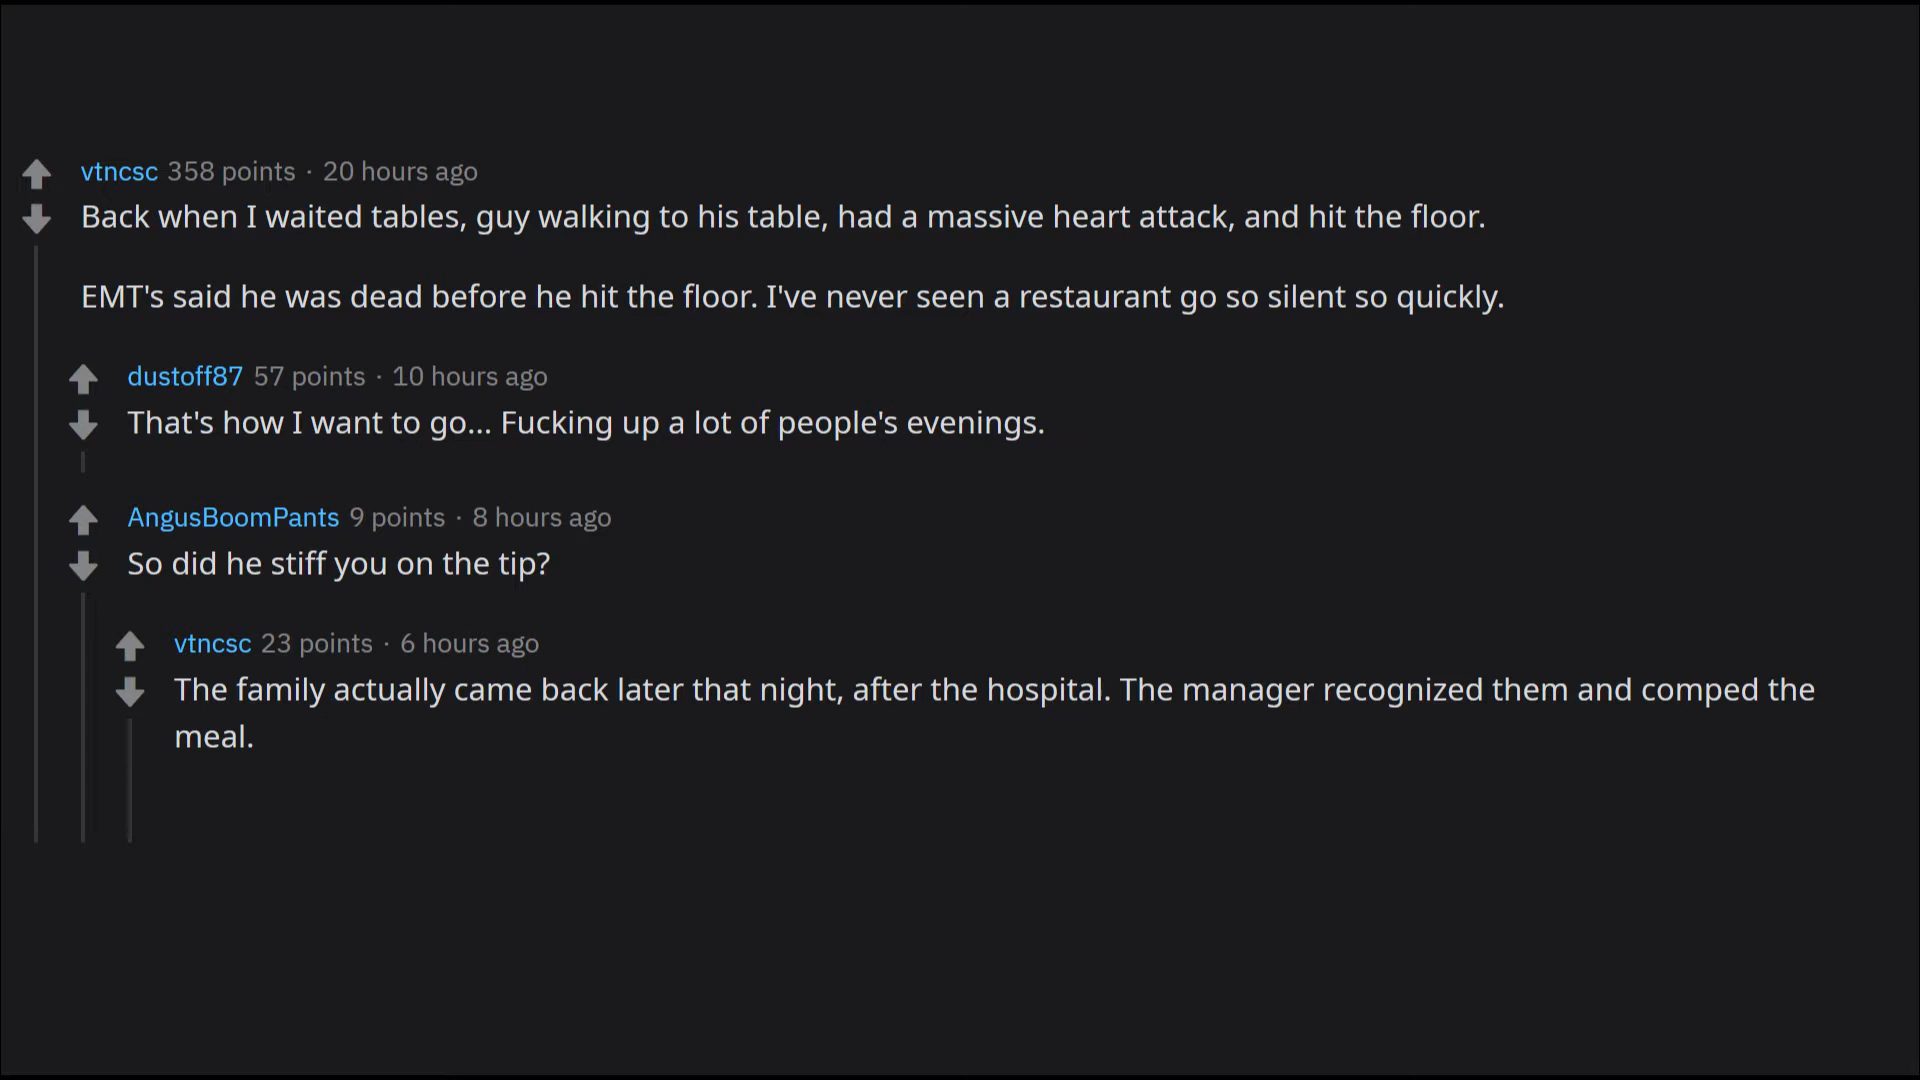 vtncsc 358 points · 20 hours ago
Back when I waited tables, guy walking to his table, had a massive heart attack, and hit the floor.
EMT's said he was dead before he hit the floor. I've never seen a restaurant go so silent so quickly.
dustoff87 57 points · 10 hours ago
That's how I want to go... Fucking up a lot of people's evenings.
AngusBoomPants 9 points · 8 hours ago
So did he stiff you on the tip?
vtncsc 23 points · 6 hours ago
The family actually came back later that night, after the hospital. The manager recognized them and comped the
meal.